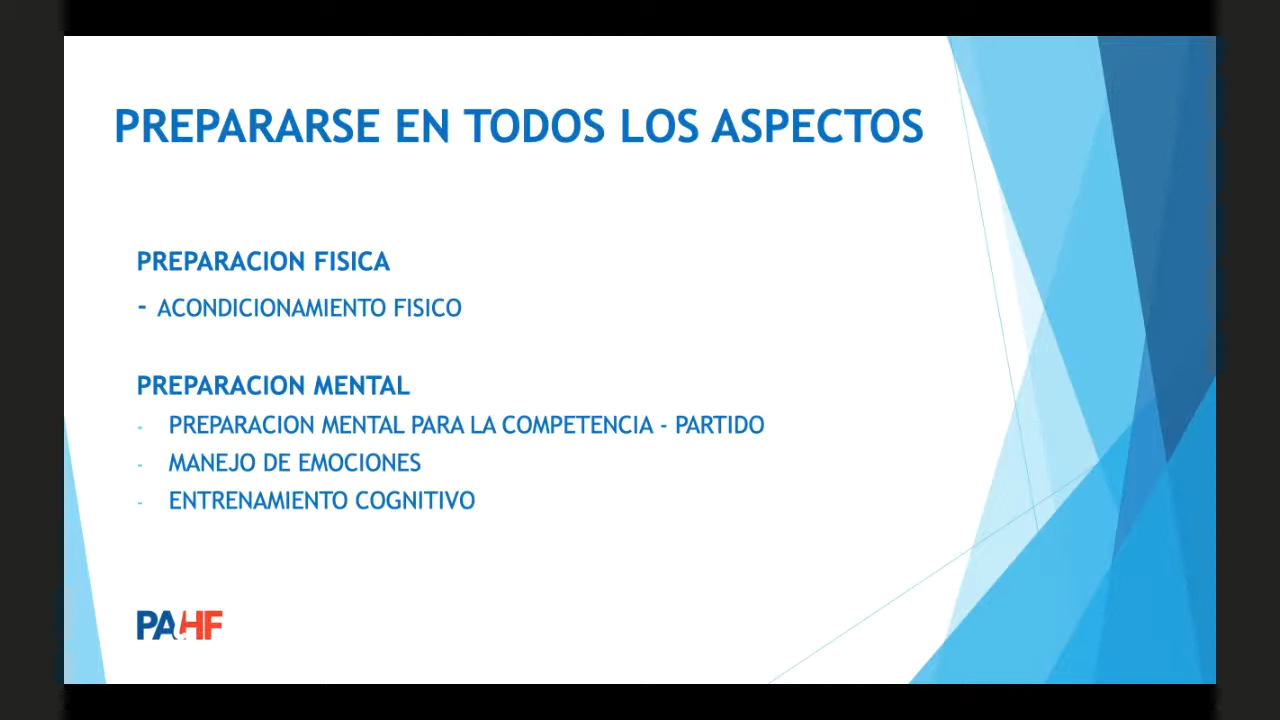 PREPARARSE EN TODOS LOS ASPECTOS
PREPARACION FISICA
- ACONDICIONAMIENTO FISICO
PREPARACION MENTAL
- PREPARACION MENTAL PARA LA COMPETENCIA - PARTIDO
- MANEJO DE EMOCIONES
- ENTRENAMIENTO COGNITIVO
PAHF